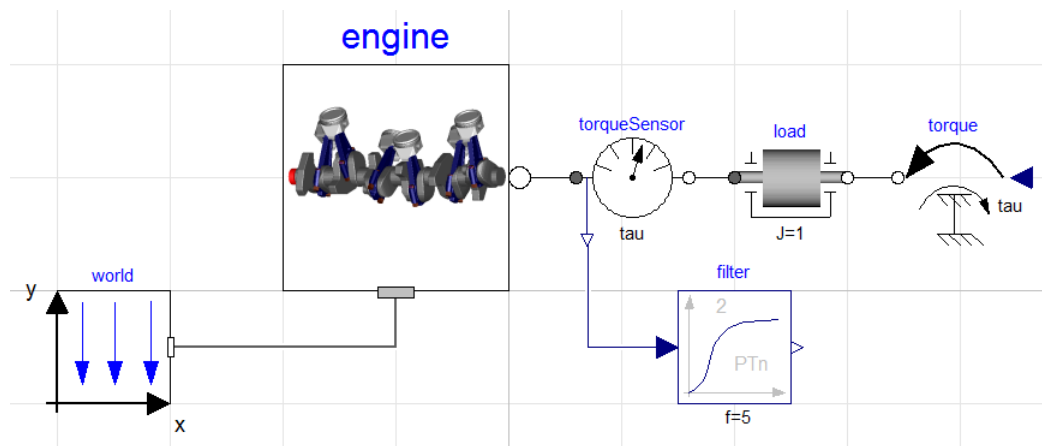 engine
torqueSensor
load
torque
tau
J=1
tau
world
filter
y
2
PTn
f=5
x